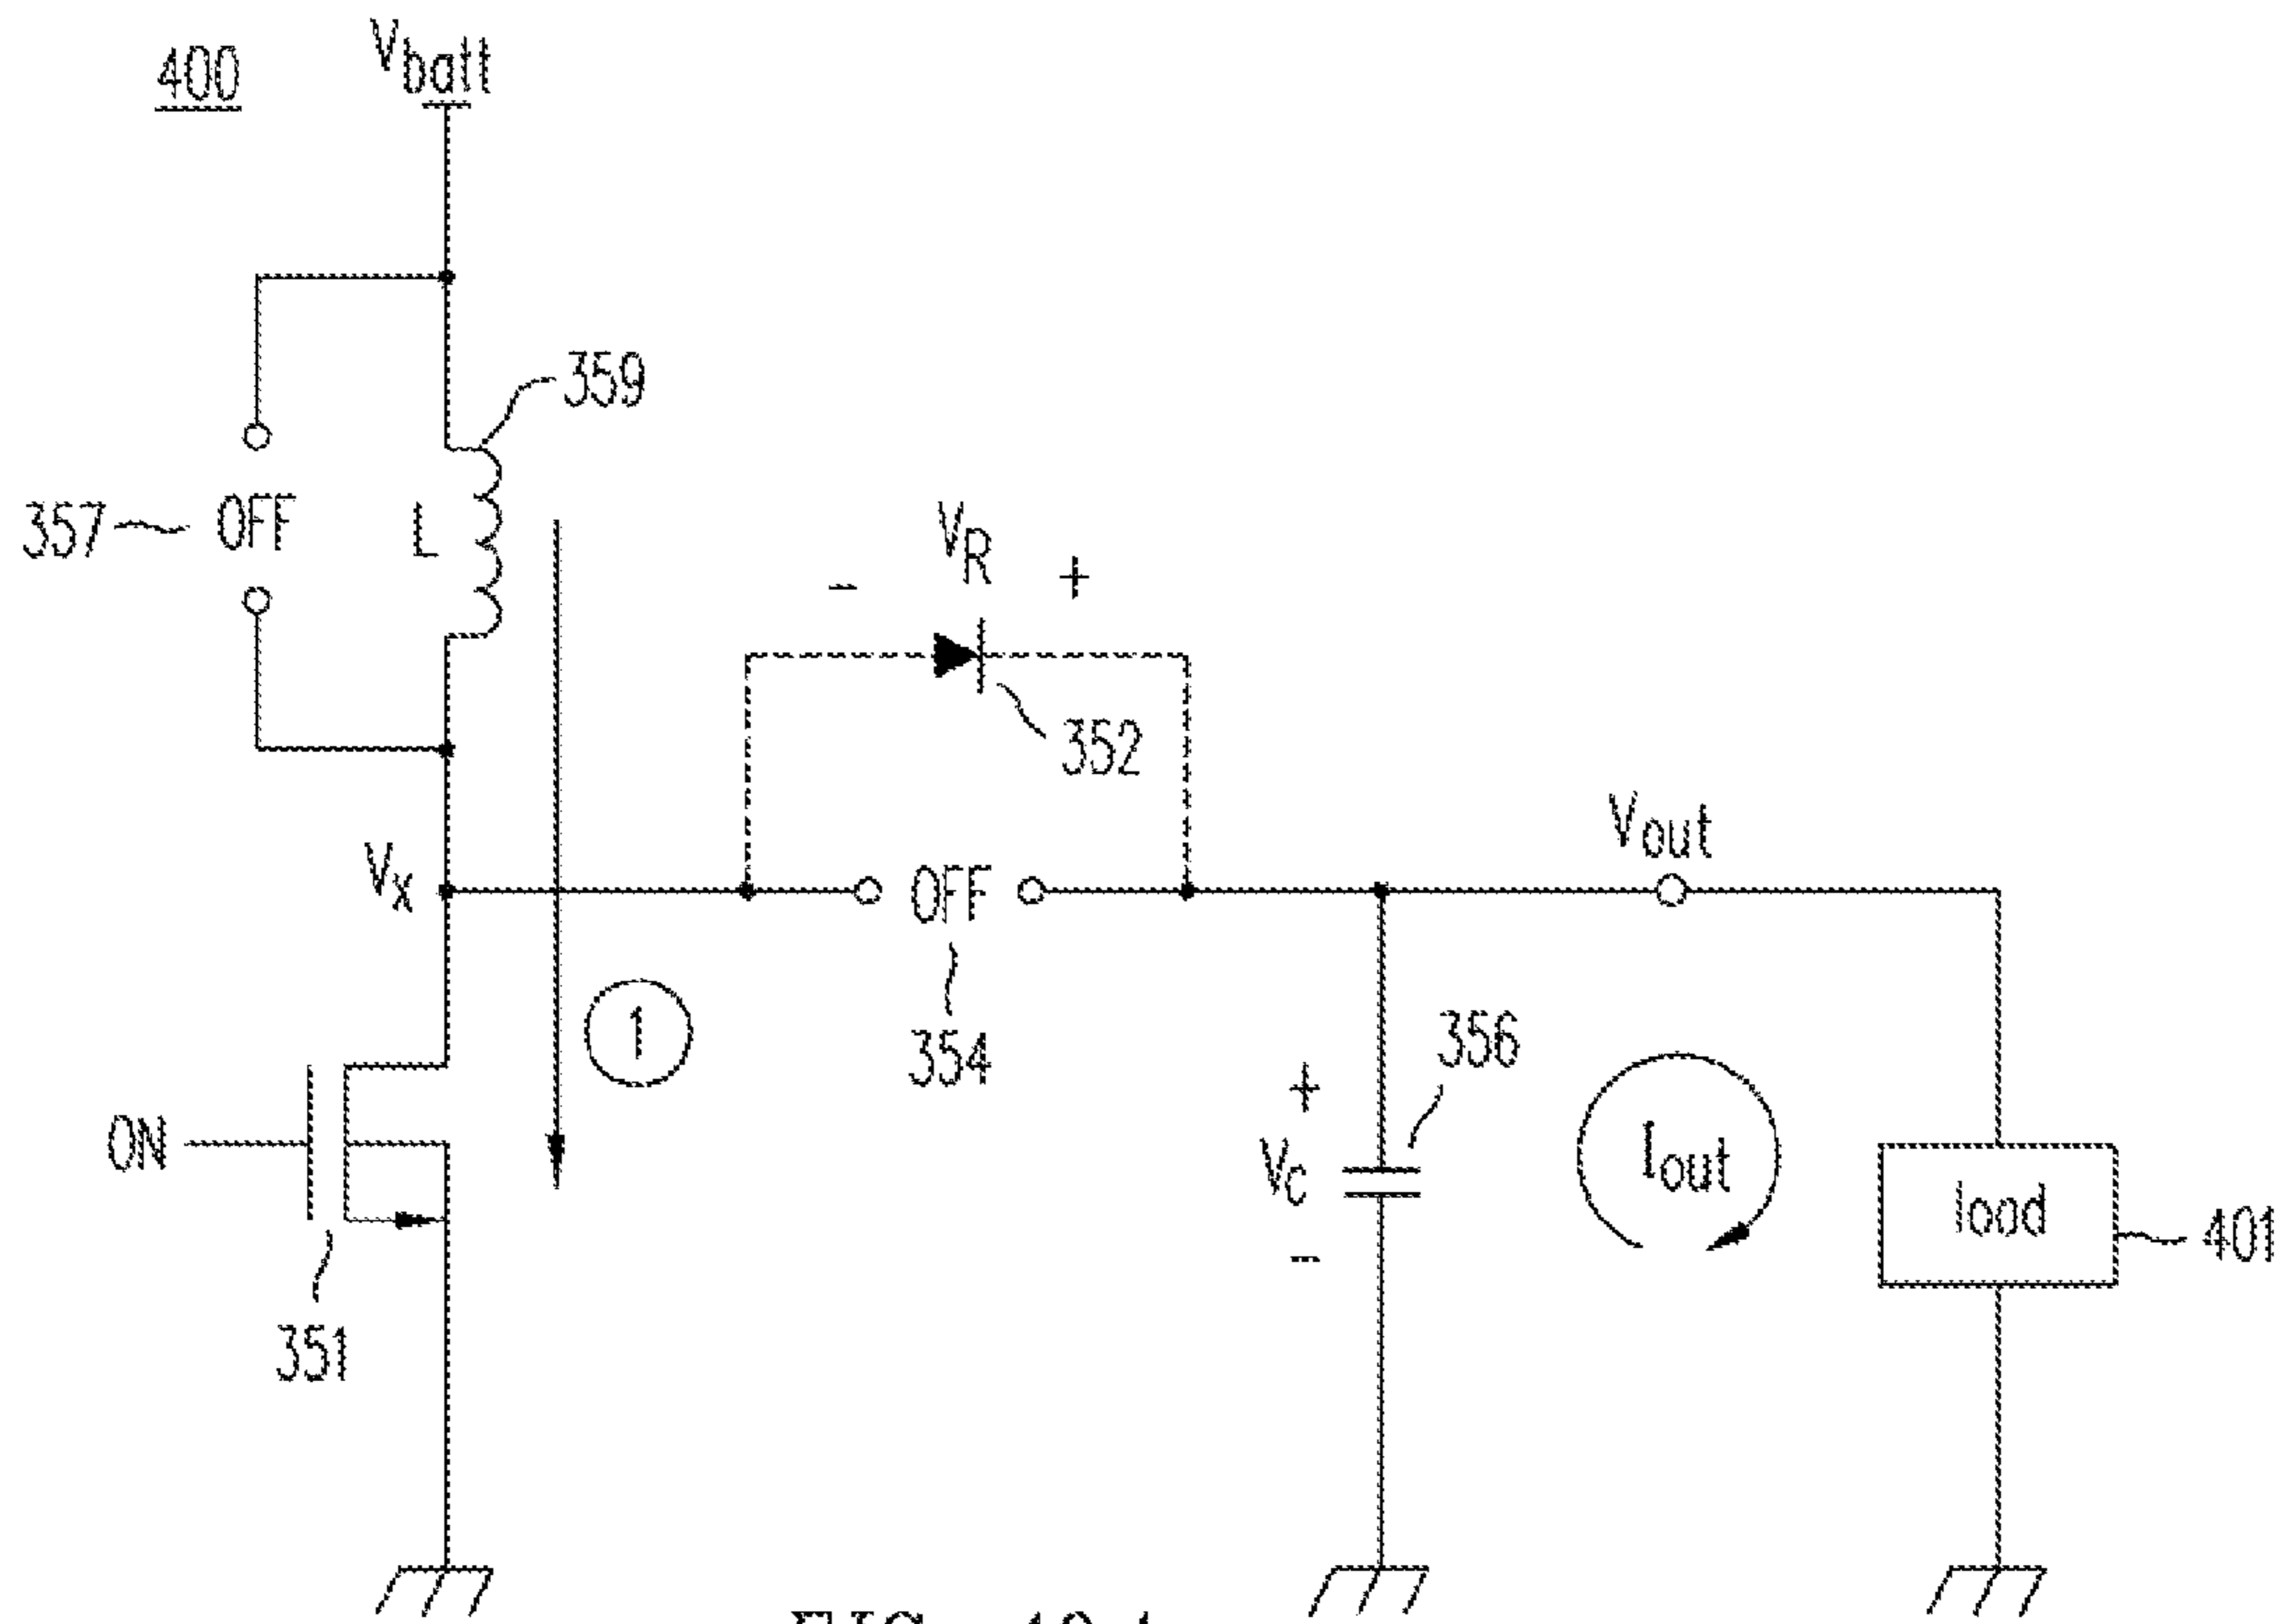 400
Vbatt
359
357
OFF
L
- VR +
352
Vx
OFF
354
Vout
1
ON
351
+
VC
-
356
Iout
load
401